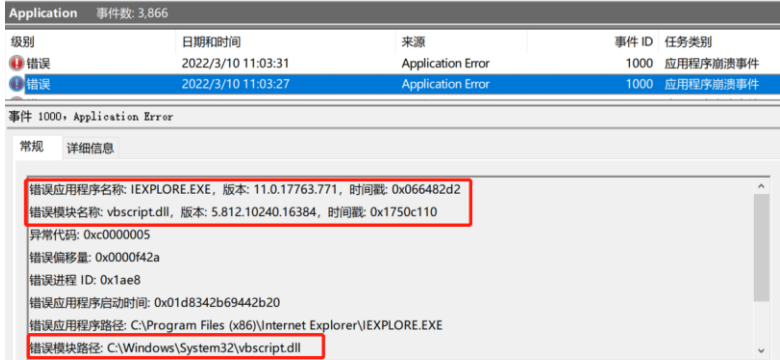 Application 事件数: 3,866
级别 日期和时间 来源 事件 ID 任务类别
错误 2022/3/10 11:03:31 Application Error 1000 应用程序崩溃事件
错误 2022/3/10 11:03:27 Application Error 1000 应用程序崩溃事件
事件 1000，Application Error
常规 详细信息
错误应用程序名称: IEXPLORE.EXE，版本: 11.0.17763.771，时间戳: 0x066482d2
错误模块名称: vbscript.dll，版本: 5.812.10240.16384，时间戳: 0x1750c110
异常代码: 0xc0000005
错误偏移量: 0x0000f42a
错误进程 ID: 0x1ae8
错误应用程序启动时间: 0x01d8342b69442b20
错误应用程序路径: C:\Program Files (x86)\Internet Explorer\IEXPLORE.EXE
错误模块路径: C:\Windows\System32\vbscript.dll